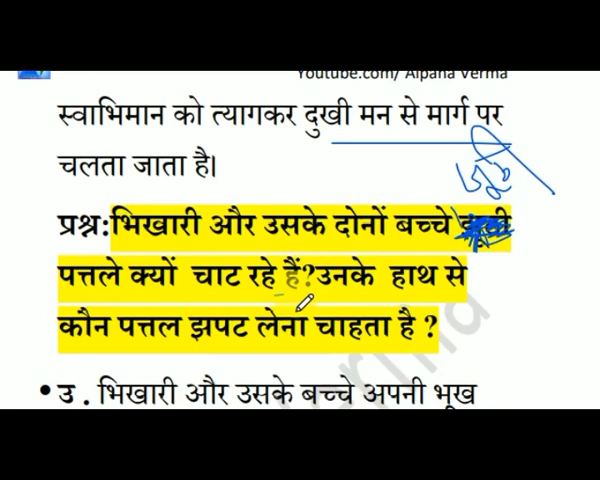 Youtube.com/ Alpana Verma
स्वाभिमान को त्यागकर दुखी मन से मार्ग पर
चलता जाता है।
जूठी
प्रश्न:भिखारी और उसके दोनों बच्चे
पत्तले क्यों चाट रहे हैं?उनके हाथ से
कौन पत्तल झपट लेना चाहता है ?
• उ . भिखारी और उसके बच्चे अपनी भूख